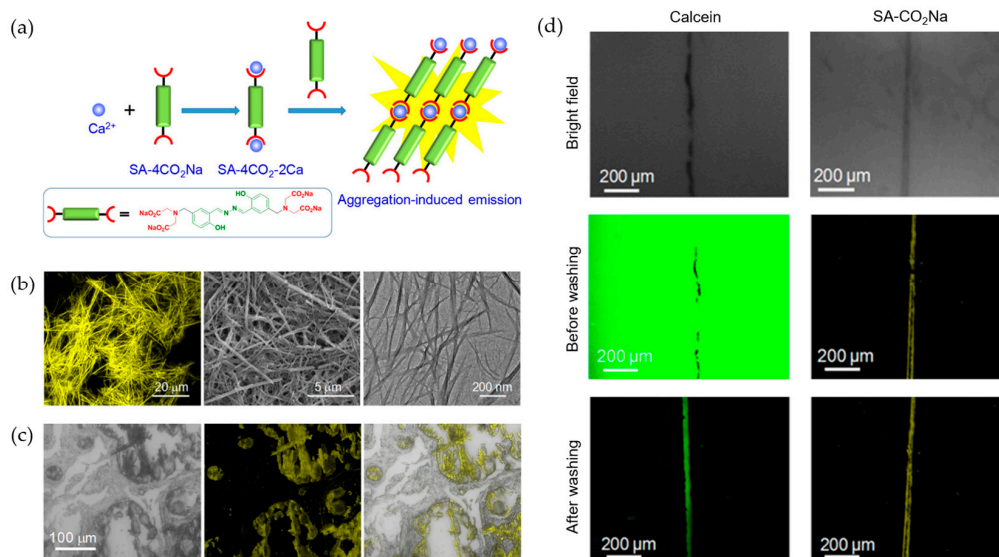 (a)
Ca²⁺
+
SA-4CO₂Na
SA-4CO₂-2Ca
Aggregation-induced emission
=
NaO₂C
NaO₂C
N
HO
N
N
OH
N
CO₂Na
CO₂Na
(b)
20 μm
5 μm
200 nm
(c)
100 μm
(d)
Calcein
SA-CO₂Na
Bright field
200 μm
200 μm
Before washing
200 μm
200 μm
After washing
200 μm
200 μm